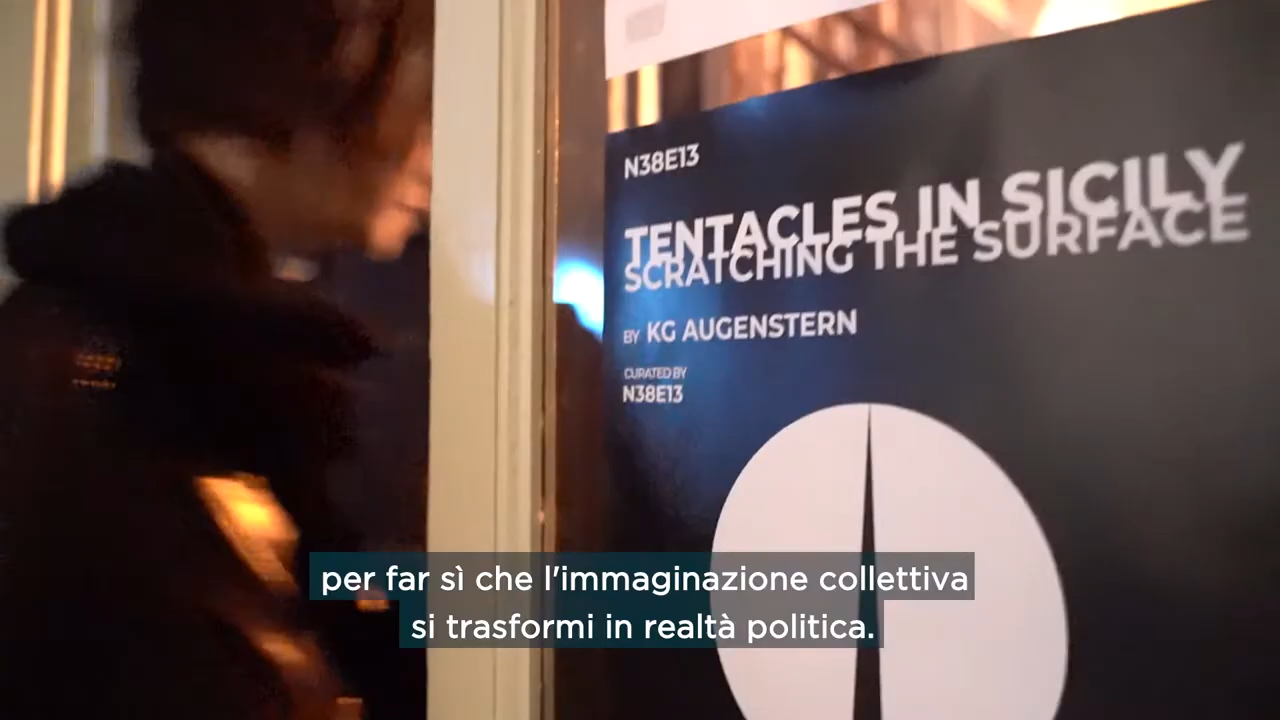 N38E13
TENTACLES IN SICILY
SCRATCHING THE SURFACE
BY KG AUGENSTERN
CURATED BY
N38E13
per far sì che l'immaginazione collettiva
si trasformi in realtà politica.